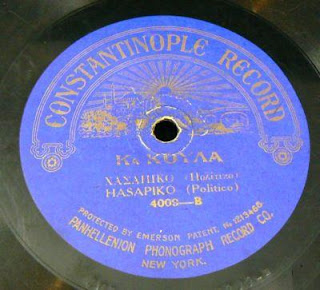 CONSTANTINOPLE RECORD
Κα ΚΟΥΛΑ
ΧΑΣΑΠΙΚΟ (Πολίτικο)
HASAPIKO (Politico)
4009—B
PROTECTED BY EMERSON PATENT. No 1213466.
PANHELLENION PHONOGRAPH RECORD CO.
NEW YORK.